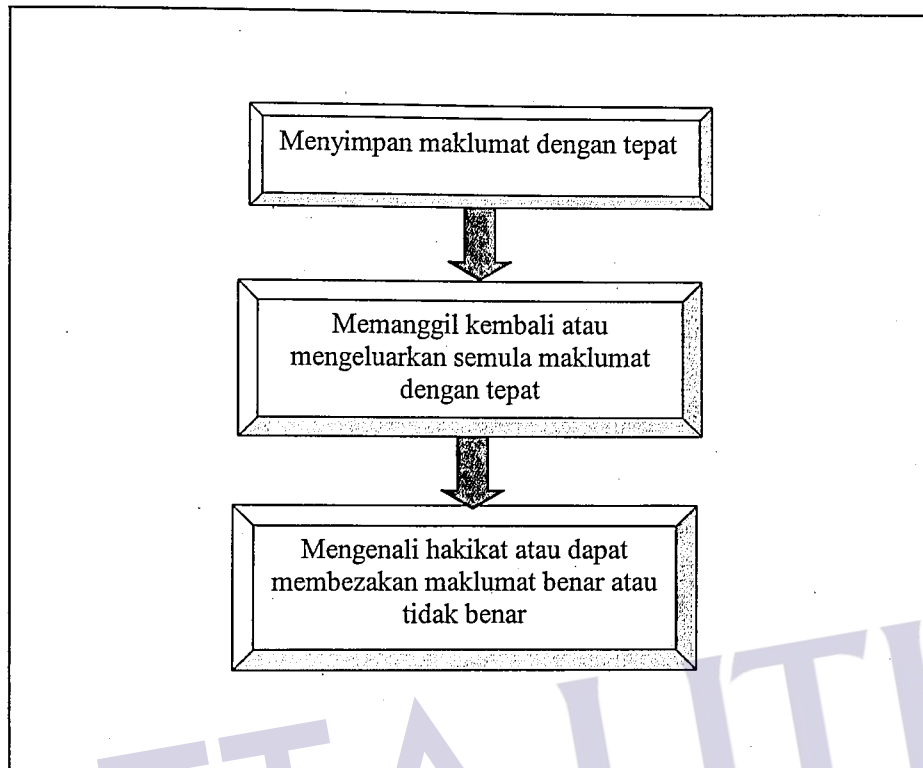 Menyimpan maklumat dengan tepat
Memanggil kembali atau
mengeluarkan semula maklumat
dengan tepat
Mengenali hakikat atau dapat
membezakan maklumat benar atau
tidak benar